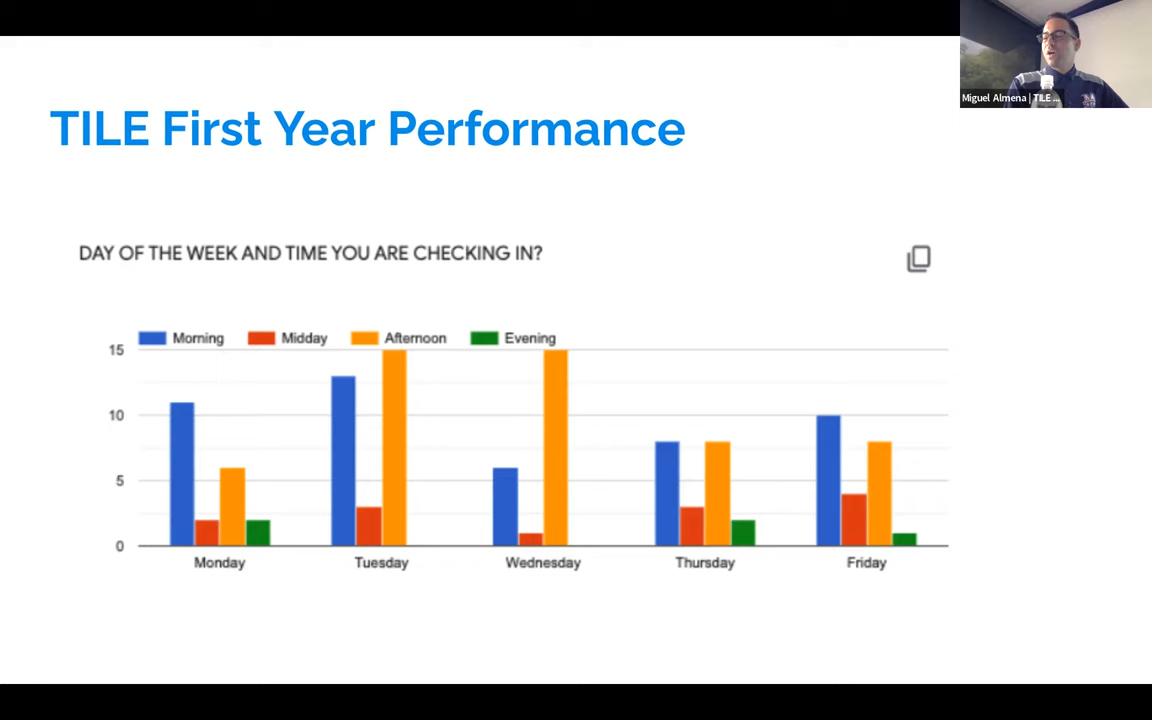 Miguel Almena | TILE ...
TILE First Year Performance
DAY OF THE WEEK AND TIME YOU ARE CHECKING IN?
Morning Midday Afternoon Evening
15
10
5
0
Monday Tuesday Wednesday Thursday Friday